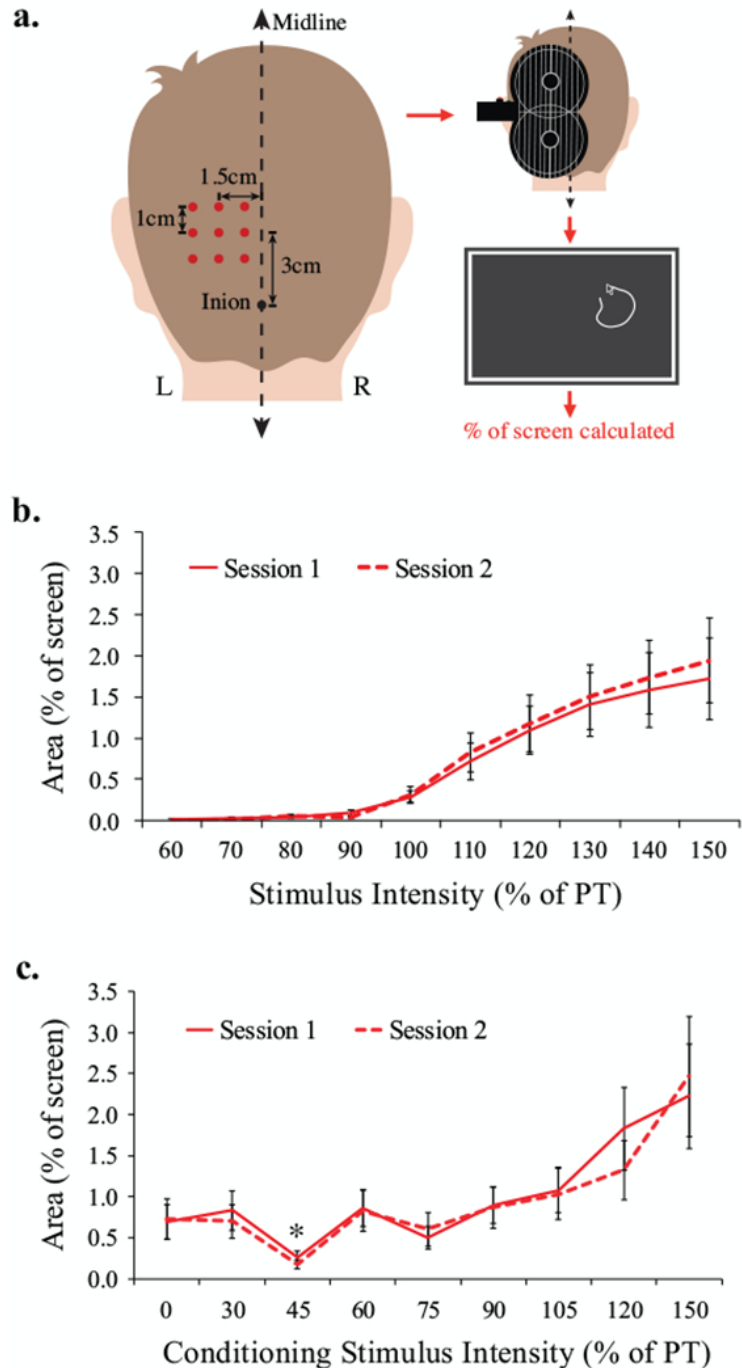 a.
Midline
1.5cm
1cm
3cm
Inion
L
R
% of screen calculated
b.
Area (% of screen)
3.5
3.0
2.5
2.0
1.5
1.0
0.5
0.0
Session 1
Session 2
60 70 80 90 100 110 120 130 140 150
Stimulus Intensity (% of PT)
c.
Area (% of screen)
3.5
3.0
2.5
2.0
1.5
1.0
0.5
0.0
Session 1
Session 2
*
0 30 45 60 75 90 105 120 150
Conditioning Stimulus Intensity (% of PT)